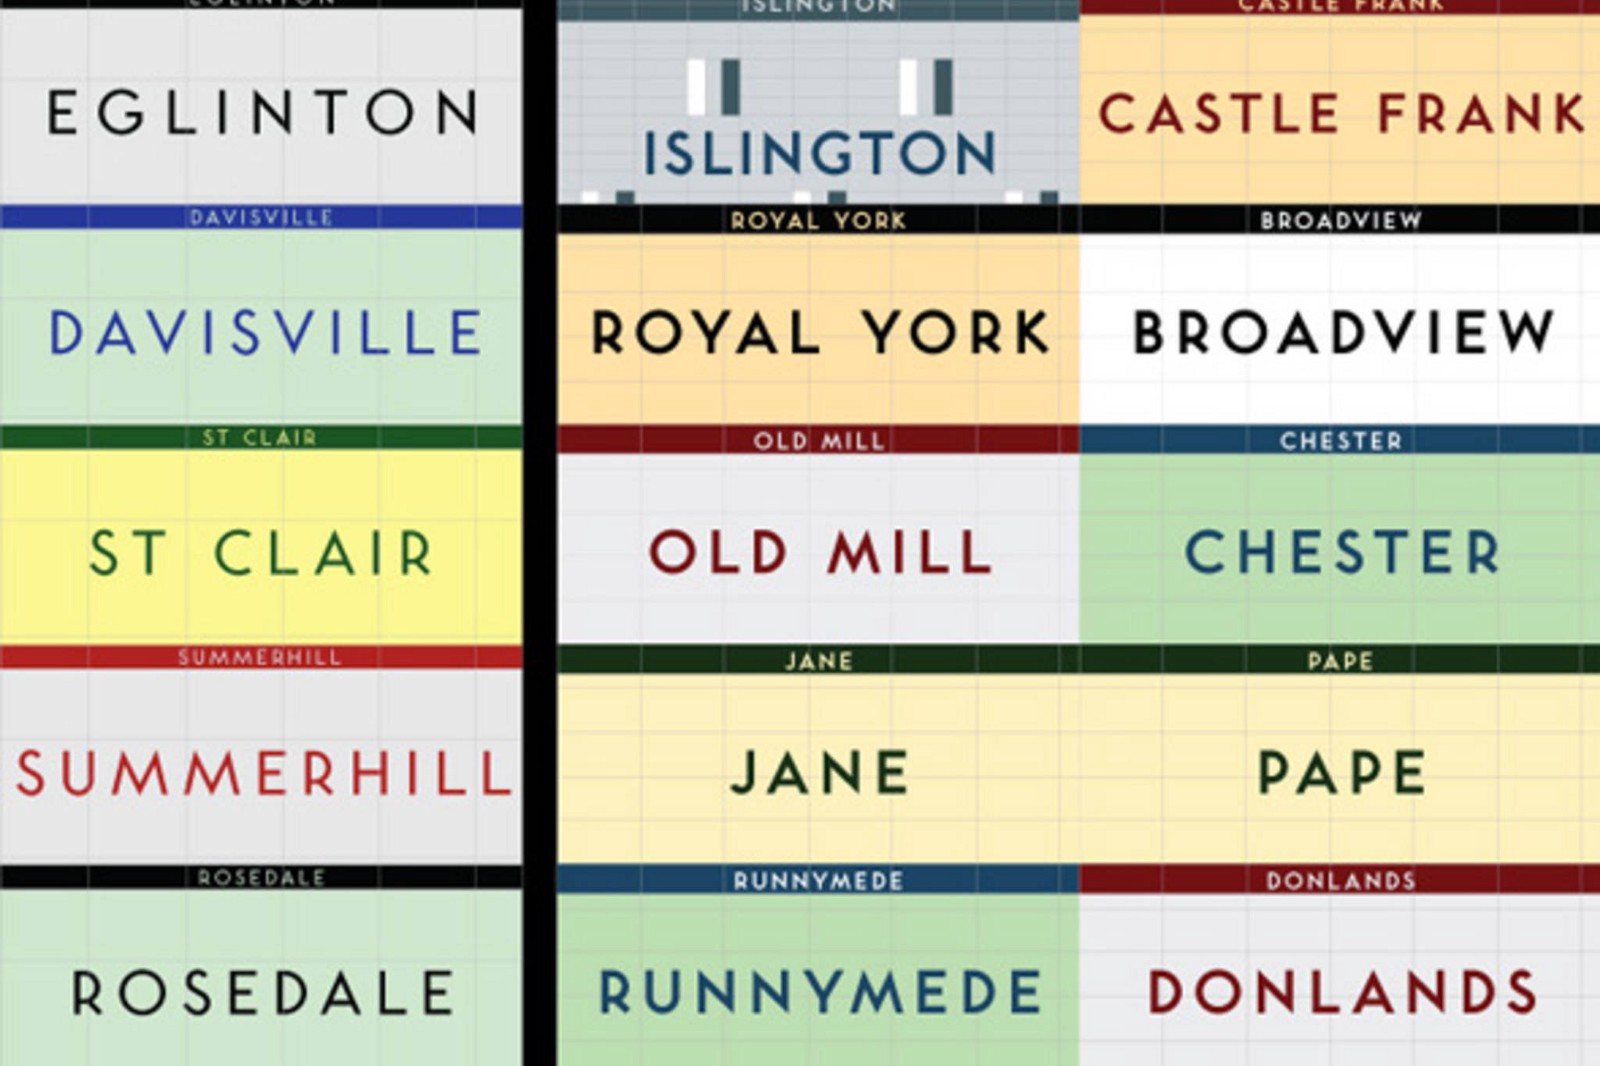 EGLINTON
EGLINTON
DAVISVILLE
DAVISVILLE
ST CLAIR
ST CLAIR
SUMMERHILL
SUMMERHILL
ROSEDALE
ROSEDALE
ISLINGTON
ISLINGTON
ROYAL YORK
ROYAL YORK
OLD MILL
OLD MILL
JANE
JANE
RUNNYMEDE
RUNNYMEDE
CASTLE FRANK
CASTLE FRANK
BROADVIEW
BROADVIEW
CHESTER
CHESTER
PAPE
PAPE
DONLANDS
DONLANDS